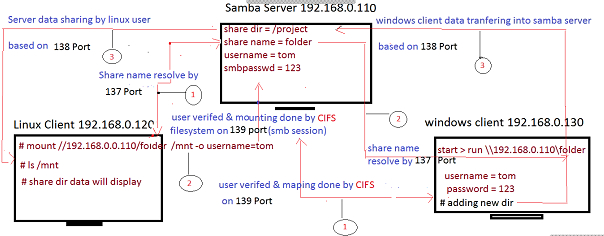 Samba Server 192.168.0.110
Server data sharing by linux user
based on 138 Port
3
share dir = /project
share name = folder
username = tom
smbpasswd = 123
windows client data tranfering into samba server
based on 138 Port
3
Share name resolve by
137 Port
1
Linux Client 192.168.0.120
# mount //192.168.0.0.110/forder /mnt -o username=tom
# ls /mnt
# share dir data will display
2
user verifed & mounting done by CIFS
filesystem on 139 port(smb session)
2
windows client 192.168.0.130
share name
resolve by 137 Port
start > run \\192.168.0.110\folder
username = tom
password = 123
# adding new dir
user verifed & maping done by CIFS
on 139 Port
1